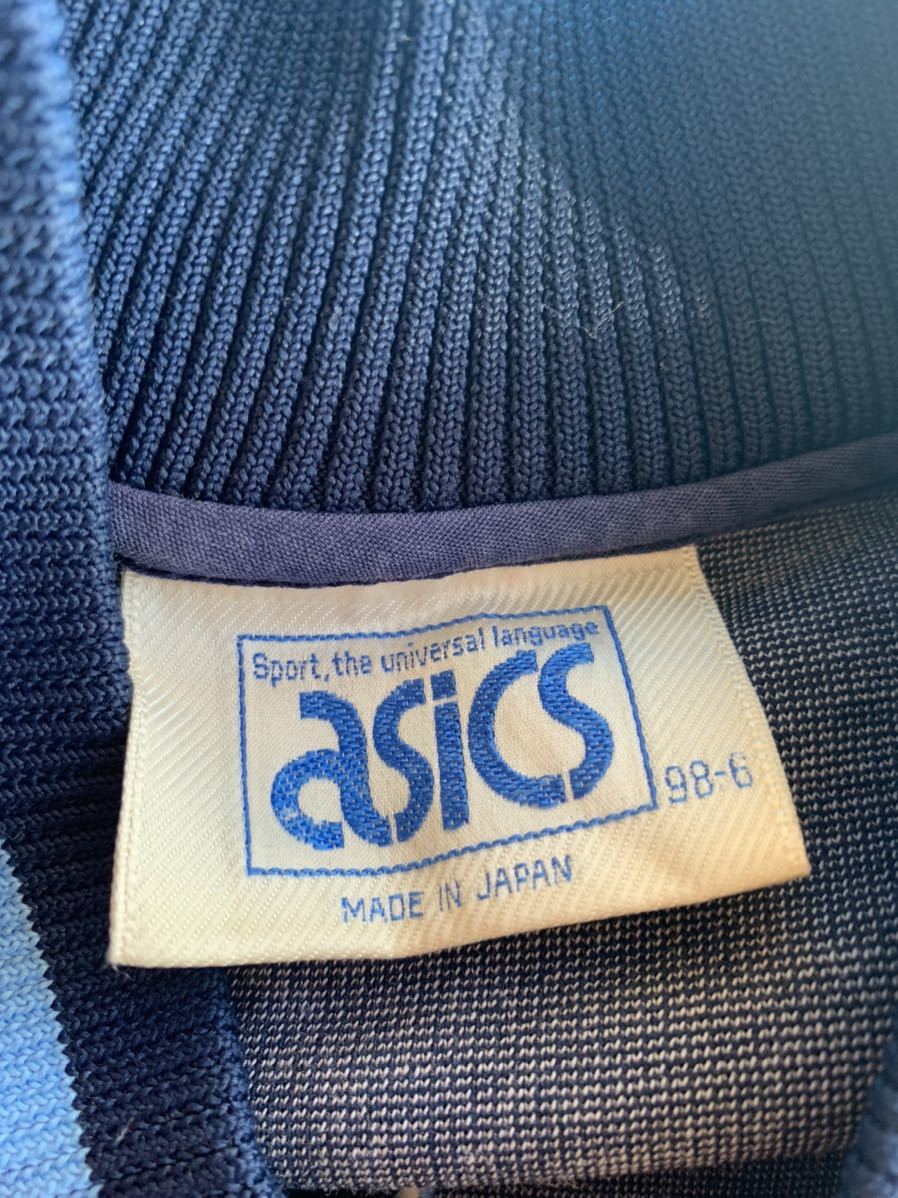 Sport, the universal language
asics
98-6
MADE IN JAPAN